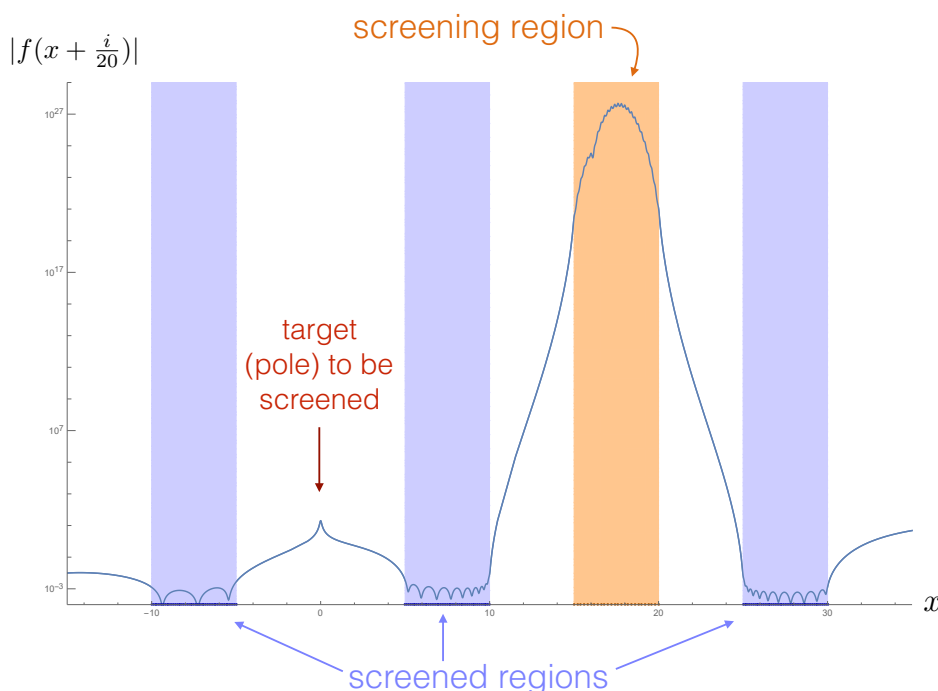 screening region
|f(x + i/20)|
10^27
10^17
target
(pole) to be
screened
10^7
10^-3
-10 0 10 20 30
x
screened regions